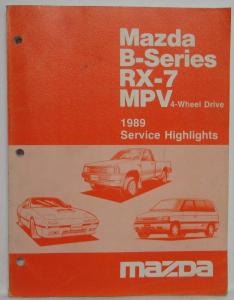 Mazda
B-Series
RX-7
MPV 4-Wheel Drive
1989
Service Highlights
mazda